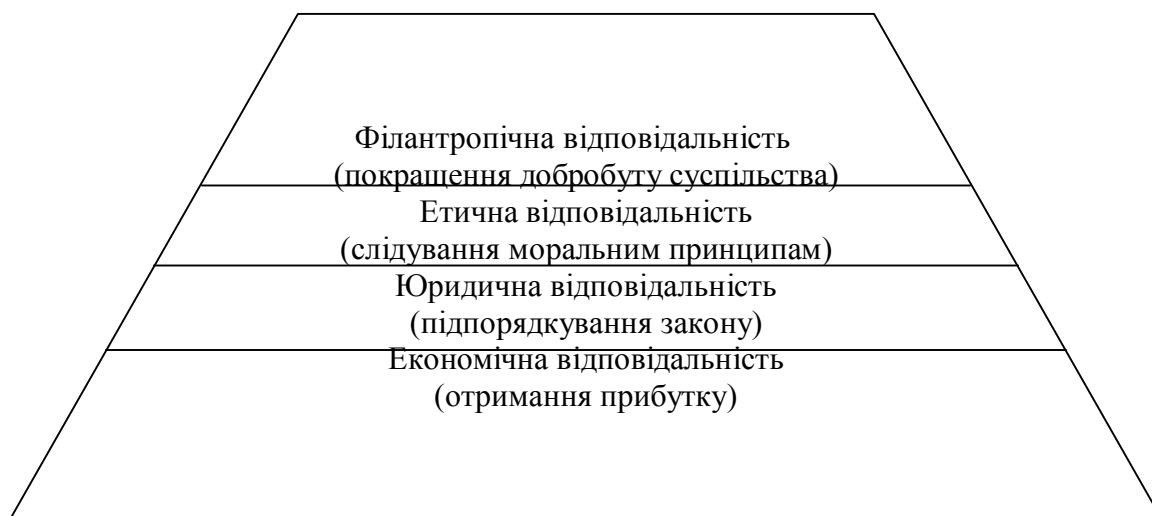 Філантропічна відповідальність
(покращення добробуту суспільства)
Етична відповідальність
(слідування моральним принципам)
Юридична відповідальність
(підпорядкування закону)
Економічна відповідальність
(отримання прибутку)